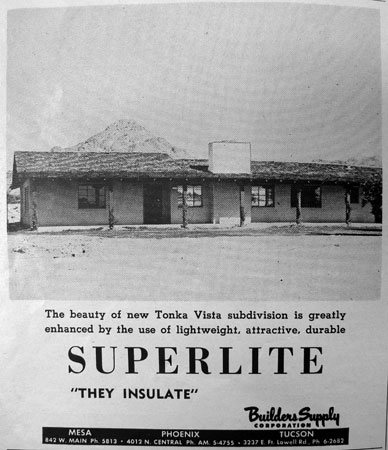 The beauty of new Tonka Vista subdivision is greatly
enhanced by the use of lightweight, attractive, durable
SUPERLITE
"THEY INSULATE"
Builders Supply
CORPORATION
MESA PHOENIX TUCSON
842 W. MAIN Ph. 5813 • 4012 N. CENTRAL Ph. AM. 5-4755 • 3237 E. Ft. Lowell Rd., Ph. 6-2682